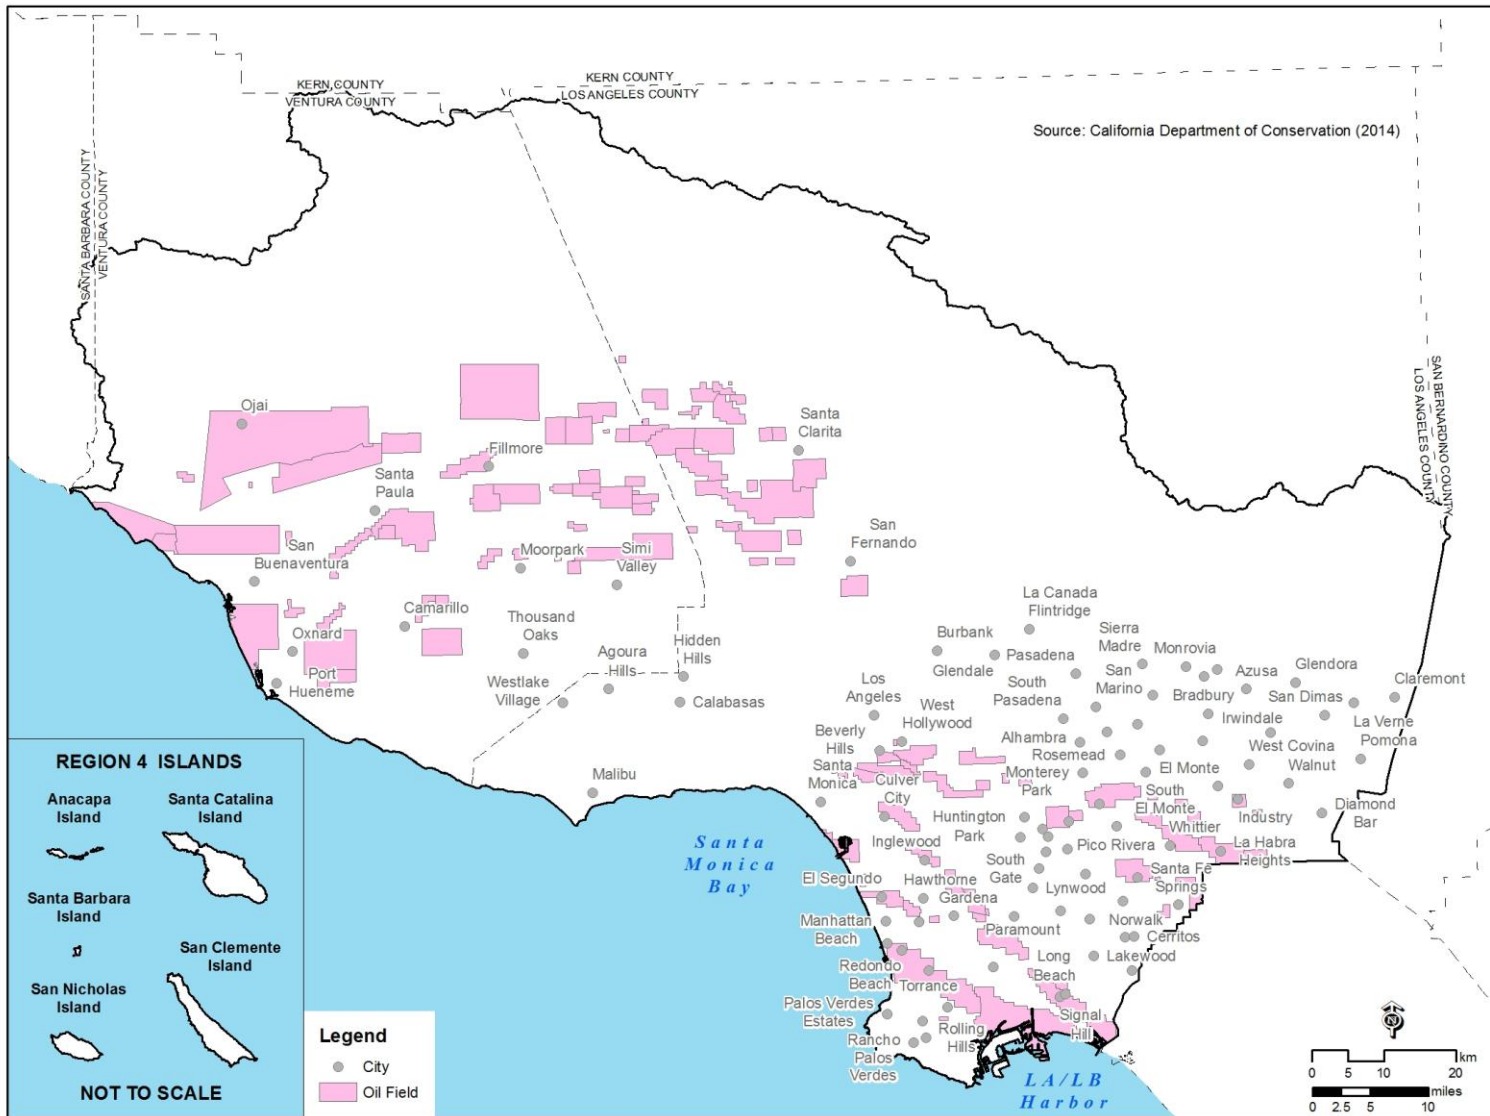 KERN COUNTY
VENTURA COUNTY
KERN COUNTY
LOS ANGELES COUNTY
Source: California Department of Conservation (2014)
SANTA BARBARA COUNTY
VENTURA COUNTY
SAN BERNARDINO COUNTY
LOS ANGELES COUNTY
Ojai
Santa
Clarita
Fillmore
Santa
Paula
San
Fernando
San
Buenaventura
Moorpark
Simi
Valley
La Canada
Flintridge
Camarillo
Thousand
Oaks
Oxnard
Port
Hueneme
Agoura
Hills
Hidden
Hills
Westlake
Village
Calabasas
Burbank
Glendale
Pasadena
Sierra
Madre
Monrovia
San
Marino
Bradbury
Azusa
Glendora
San Dimas
Claremont
Los
Angeles
West
Hollywood
South
Pasadena
Irwindale
La Verne
Pomona
Beverly
Hills
Alhambra
Rosemead
West Covina
Walnut
Santa
Monica
Culver
City
Monterey
Park
El Monte
South
El Monte
Malibu
Huntington
Park
Whittier
Industry
Diamond
Bar
Inglewood
Pico Rivera
La Habra
Heights
South
Gate
El Segundo
Hawthorne
Gardena
Lynwood
Santa Fe
Springs
Manhattan
Beach
Paramount
Norwalk
Cerritos
Redondo
Beach
Torrance
Long
Beach
Lakewood
Palos Verdes
Estates
Rancho
Palos
Verdes
Rolling
Hills
Signal
Hill
Santa
Monica
Bay
LA/LB
Harbor
REGION 4 ISLANDS
Anacapa
Island
Santa Catalina
Island
Santa Barbara
Island
San Clemente
Island
San Nicholas
Island
NOT TO SCALE
Legend
City
Oil Field
N
km
0 5 10 20
miles
0 2.5 5 10